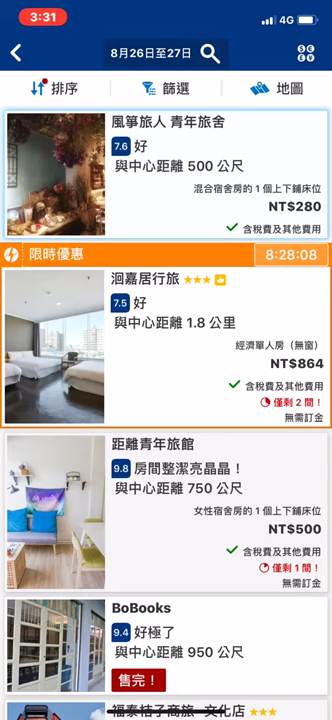 3:31
4G
8月26日至27日
排序
篩選
地圖
風箏旅人 青年旅舍
7.6 好
與中心距離 500 公尺
混合宿舍房的 1 個上下鋪床位
NT$280
含稅費及其他費用
限時優惠
8:28:08
洄嘉居行旅
7.5 好
與中心距離 1.8 公里
經濟單人房（無窗）
NT$864
含稅費及其他費用
僅剩 2 間！
無需訂金
距離青年旅館
9.8 房間整潔亮晶晶！
與中心距離 750 公尺
女性宿舍房的 1 個上下鋪床位
NT$500
含稅費及其他費用
僅剩 1 間！
無需訂金
BoBooks
9.4 好極了
與中心距離 950 公尺
售完！
福泰桔子商旅-文化店